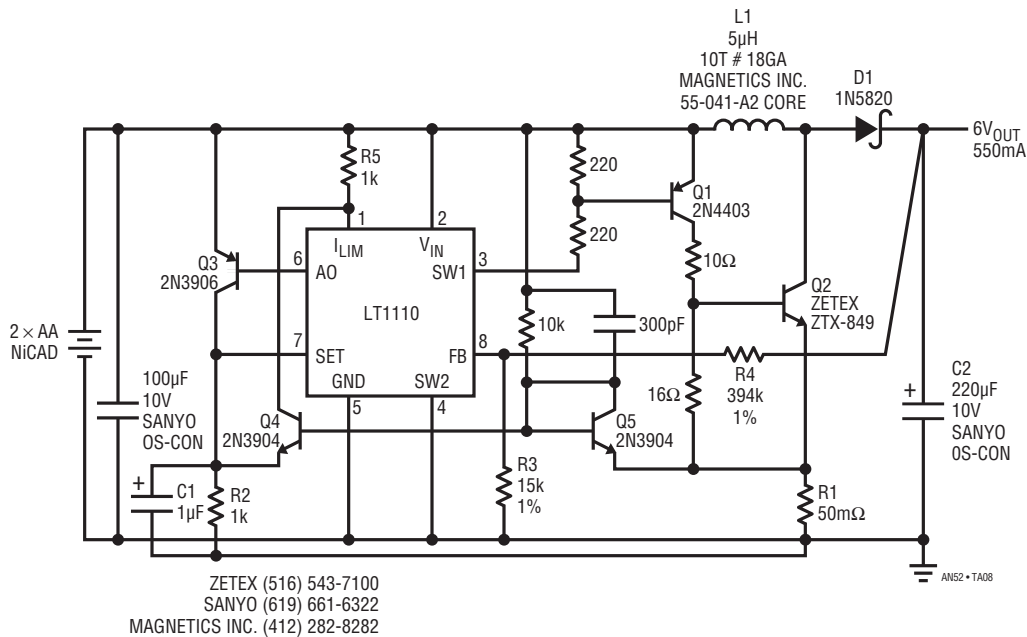 L1
5µH
10T # 18GA
MAGNETICS INC.
55-041-A2 CORE
D1
1N5820
6VOUT
550mA
R5
1k
220
220
Q1
2N4403
1
2
ILIM
VIN
6
AO
3
SW1
Q3
2N3906
10Ω
Q2
ZETEX
ZTX-849
LT1110
10k
300pF
2 × AA
NiCAD
7
SET
8
FB
R4
394k
1%
GND
SW2
5
4
100µF
10V
SANYO
OS-CON
Q4
2N3904
16Ω
Q5
2N3904
+
C2
220µF
10V
SANYO
OS-CON
+
C1
1µF
R2
1k
R3
15k
1%
R1
50mΩ
AN52 • TA08
ZETEX (516) 543-7100
SANYO (619) 661-6322
MAGNETICS INC. (412) 282-8282